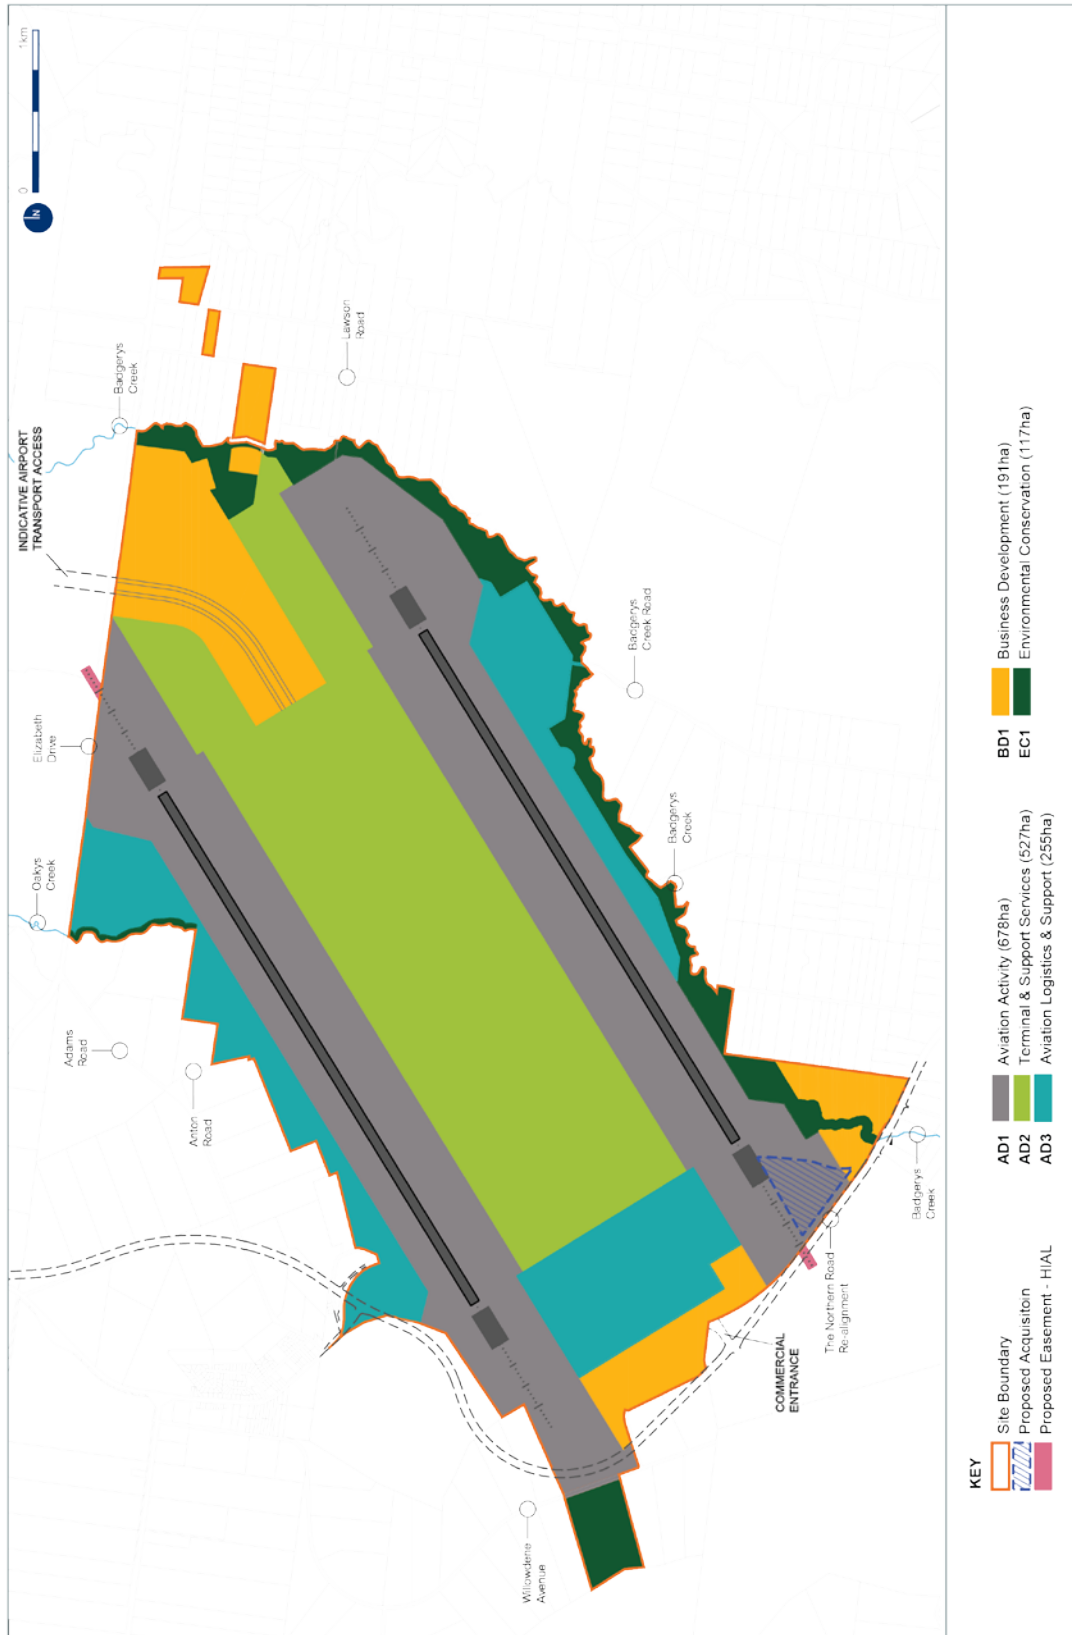 0
1km
N
INDICATIVE AIRPORT
TRANSPORT ACCESS
Badgerys
Creek
Lawson
Road
Elizabeth
Drive
Oakys
Creek
Adams
Road
Anton
Road
Badgerys
Creek Road
Badgerys
Creek
Badgerys
Creek
The Northern Road
Re-alignment
COMMERCIAL
ENTRANCE
Willowdene
Avenue
KEY
Site Boundary
Proposed Acquisitoin
Proposed Easement - HIAL
AD1 Aviation Activity (678ha)
AD2 Terminal & Support Services (527ha)
AD3 Aviation Logistics & Support (255ha)
BD1 Business Development (191ha)
EC1 Environmental Conservation (117ha)